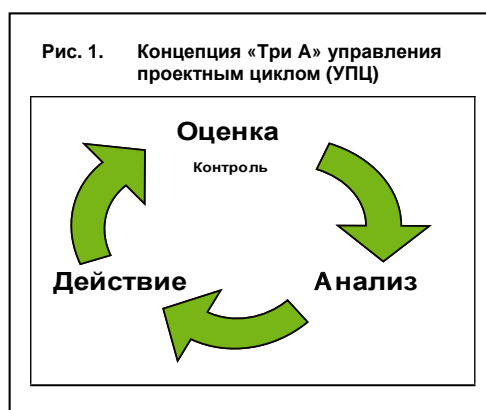 Рис. 1. Концепция «Три А» управления
проектным циклом (УПЦ)
Оценка
Контроль
Действие
Анализ